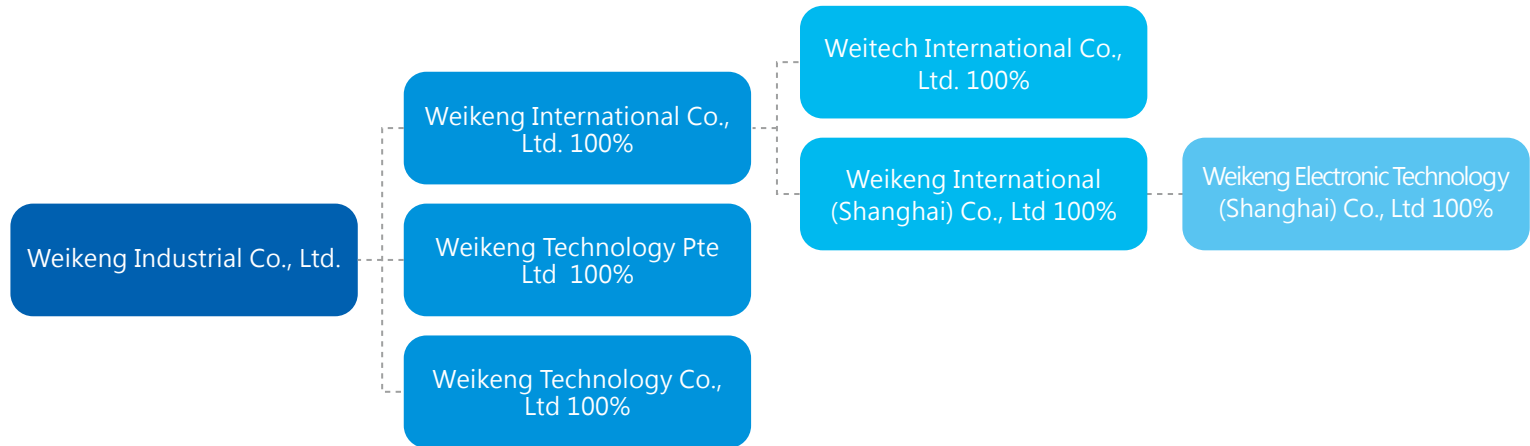 Weikeng Industrial Co., Ltd.
Weikeng International Co.,
Ltd. 100%
Weikeng Technology Pte
Ltd  100%
Weikeng Technology Co.,
Ltd 100%
Weitech International Co.,
Ltd. 100%
Weikeng International
(Shanghai) Co., Ltd 100%
Weikeng Electronic Technology
(Shanghai) Co., Ltd 100%